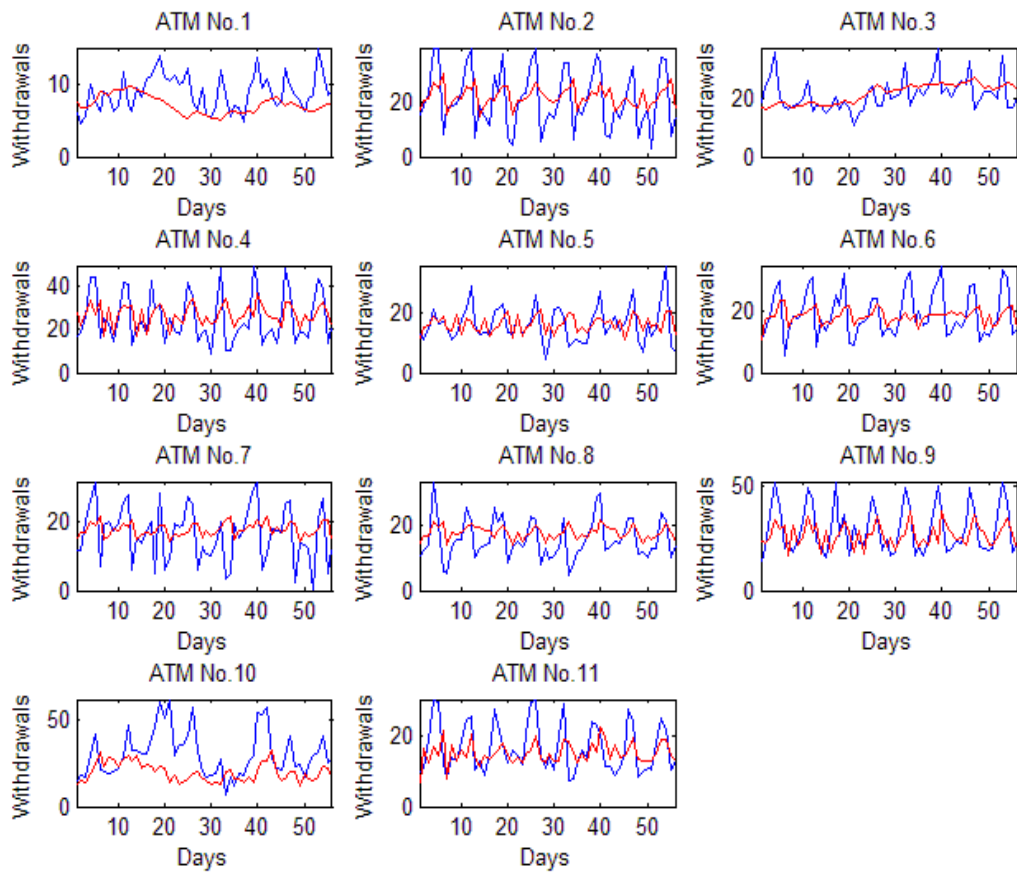 ATM No.1
Withdrawals
10
0
10 20 30 40 50
Days
ATM No.2
Withdrawals
20
0
10 20 30 40 50
Days
ATM No.3
Withdrawals
20
0
10 20 30 40 50
Days
ATM No.4
Withdrawals
40
20
0
10 20 30 40 50
Days
ATM No.5
Withdrawals
20
0
10 20 30 40 50
Days
ATM No.6
Withdrawals
20
0
10 20 30 40 50
Days
ATM No.7
Withdrawals
20
0
10 20 30 40 50
Days
ATM No.8
Withdrawals
20
0
10 20 30 40 50
Days
ATM No.9
Withdrawals
50
0
10 20 30 40 50
Days
ATM No.10
Withdrawals
50
0
10 20 30 40 50
Days
ATM No.11
Withdrawals
20
0
10 20 30 40 50
Days